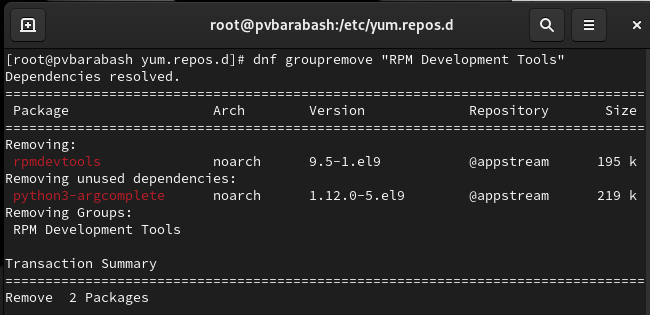 root@pvbarabash:/etc/yum.repos.d
[root@pvbarabash yum.repos.d]# dnf groupremove "RPM Development Tools"
Dependencies resolved.
================================================================================
Package Arch Version Repository Size
================================================================================
Removing:
rpmdevtools noarch 9.5-1.el9 @appstream 195 k
Removing unused dependencies:
python3-argcomplete noarch 1.12.0-5.el9 @appstream 219 k
Removing Groups:
RPM Development Tools
Transaction Summary
================================================================================
Remove 2 Packages